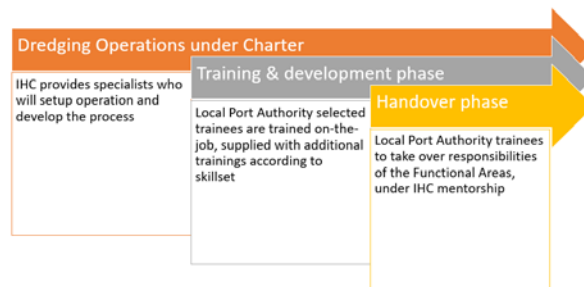 Dredging Operations under Charter
IHC provides specialists who
will setup operation and
develop the process
Training & development phase
Local Port Authority selected
trainees are trained on-the-
job, supplied with additional
trainings according to
skillset
Handover phase
Local Port Authority trainees
to take over responsibilities
of the Functional Areas,
under IHC mentorship